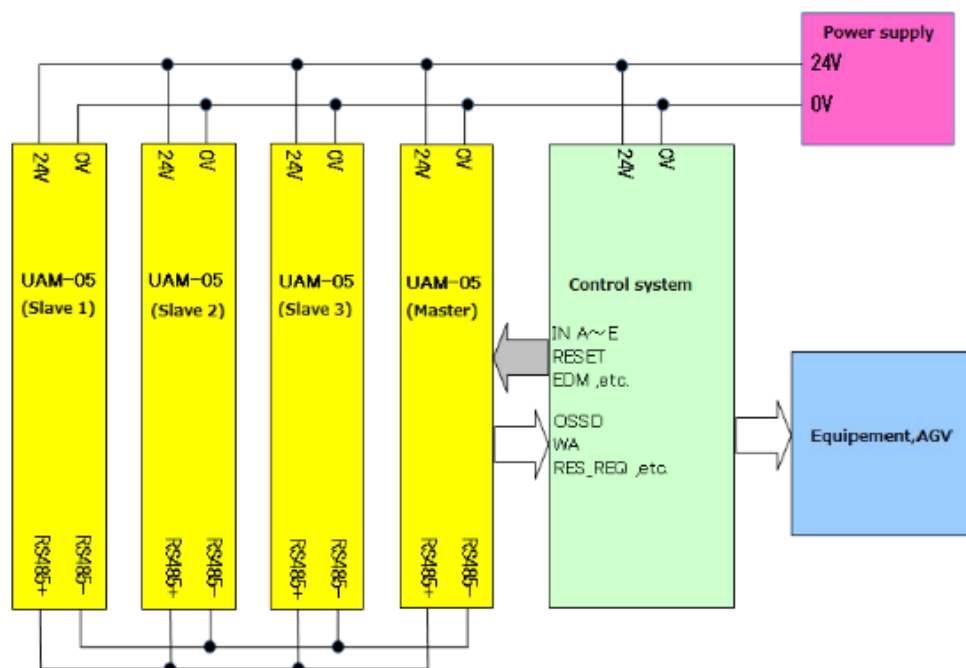 Power supply
24V
0V
24V
0V
24V
0V
24V
0V
24V
0V
24V
0V
UAM-05
(Slave 1)
UAM-05
(Slave 2)
UAM-05
(Slave 3)
UAM-05
(Master)
Control system
IN A～E
RESET
EDM ,etc.
OSSD
WA
RES_REQ ,etc.
Equipement,AGV
RS485+
RS485-
RS485+
RS485-
RS485+
RS485-
RS485+
RS485-